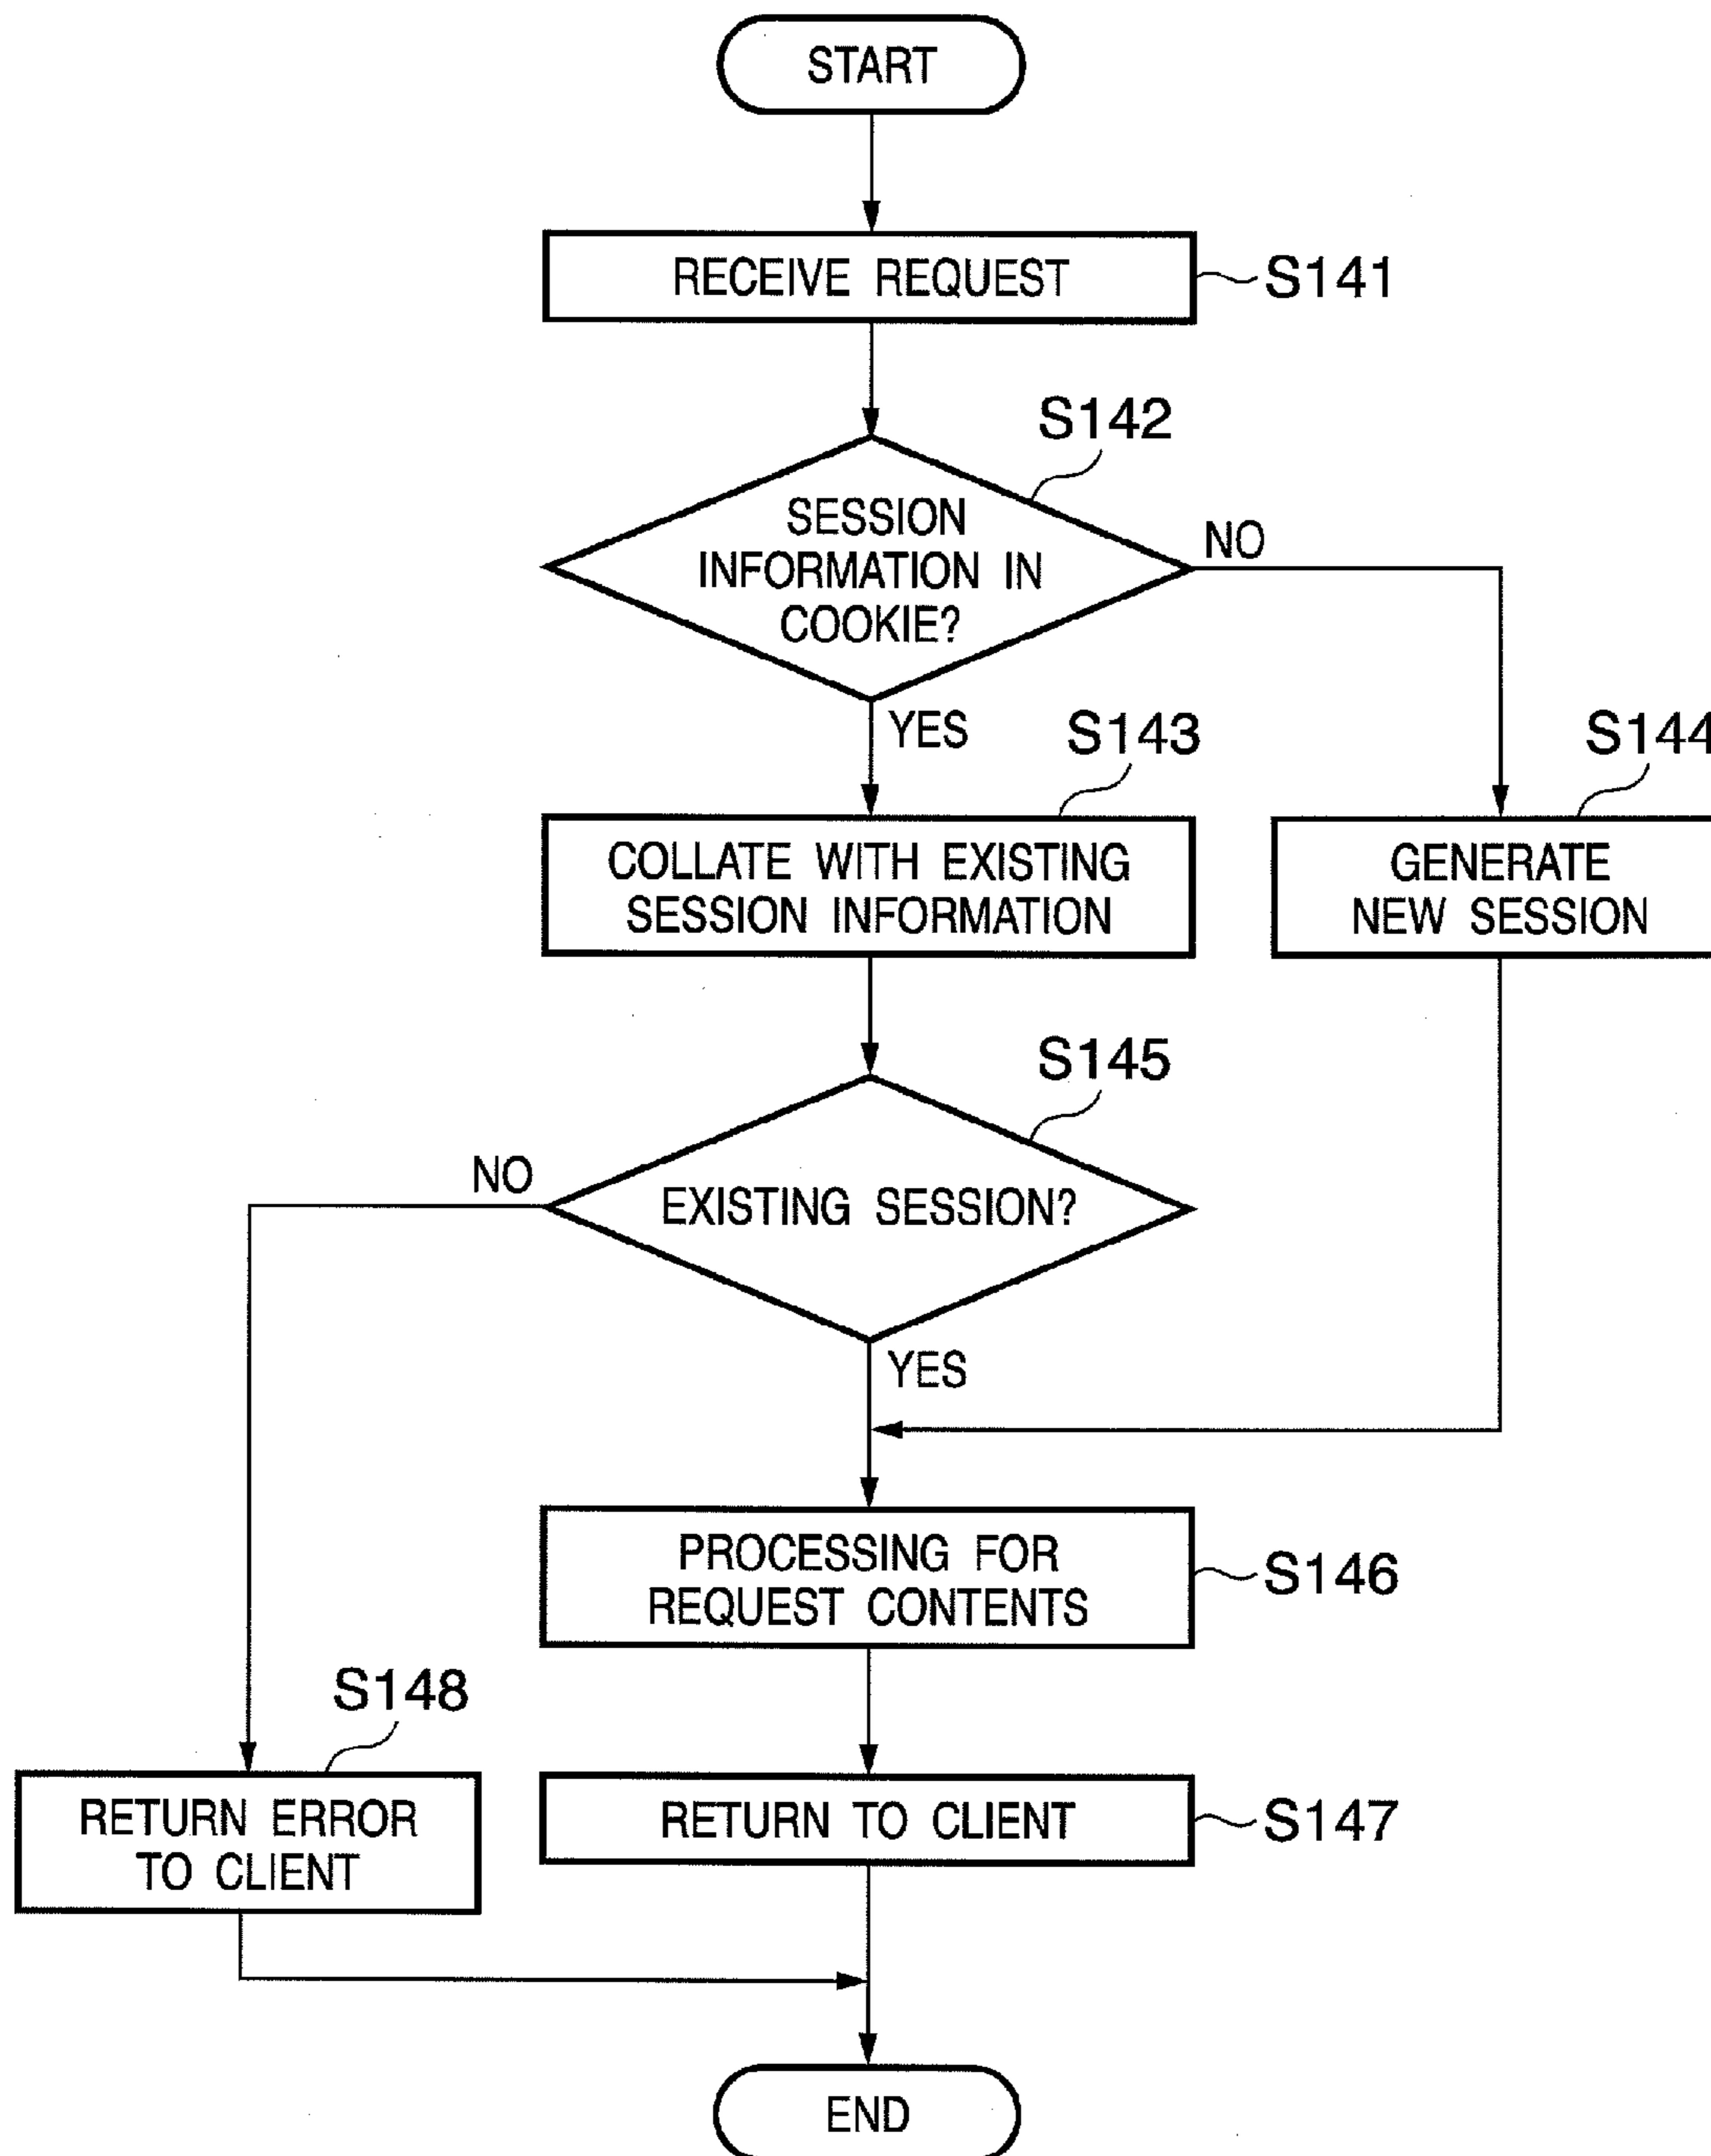 START
RECEIVE REQUEST
S141
S142
SESSION
INFORMATION IN
COOKIE?
NO
YES
S143
S144
COLLATE WITH EXISTING
SESSION INFORMATION
GENERATE
NEW SESSION
S145
NO
EXISTING SESSION?
YES
PROCESSING FOR
REQUEST CONTENTS
S146
S148
RETURN ERROR
TO CLIENT
RETURN TO CLIENT
S147
END